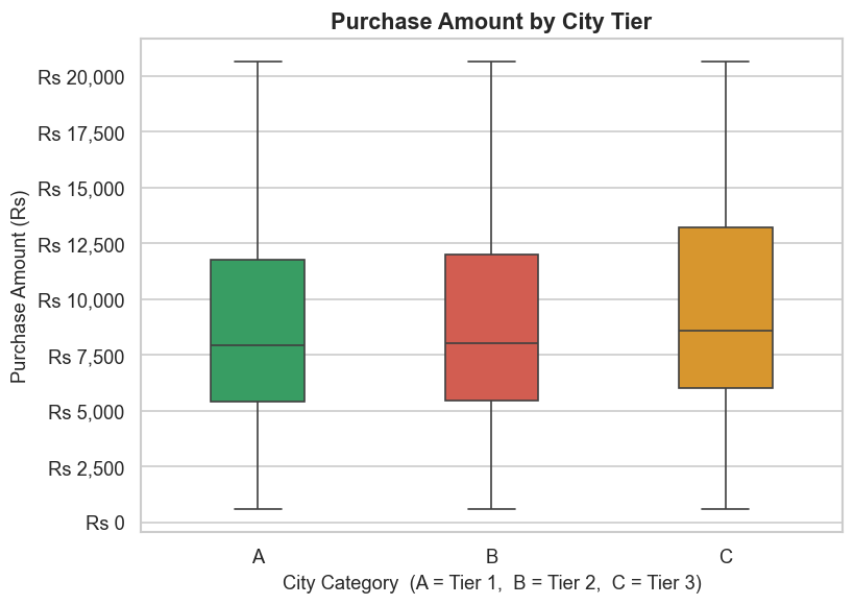 Purchase Amount by City Tier
Purchase Amount (Rs)
Rs 20,000
Rs 17,500
Rs 15,000
Rs 12,500
Rs 10,000
Rs 7,500
Rs 5,000
Rs 2,500
Rs 0
A B C
City Category (A = Tier 1, B = Tier 2, C = Tier 3)